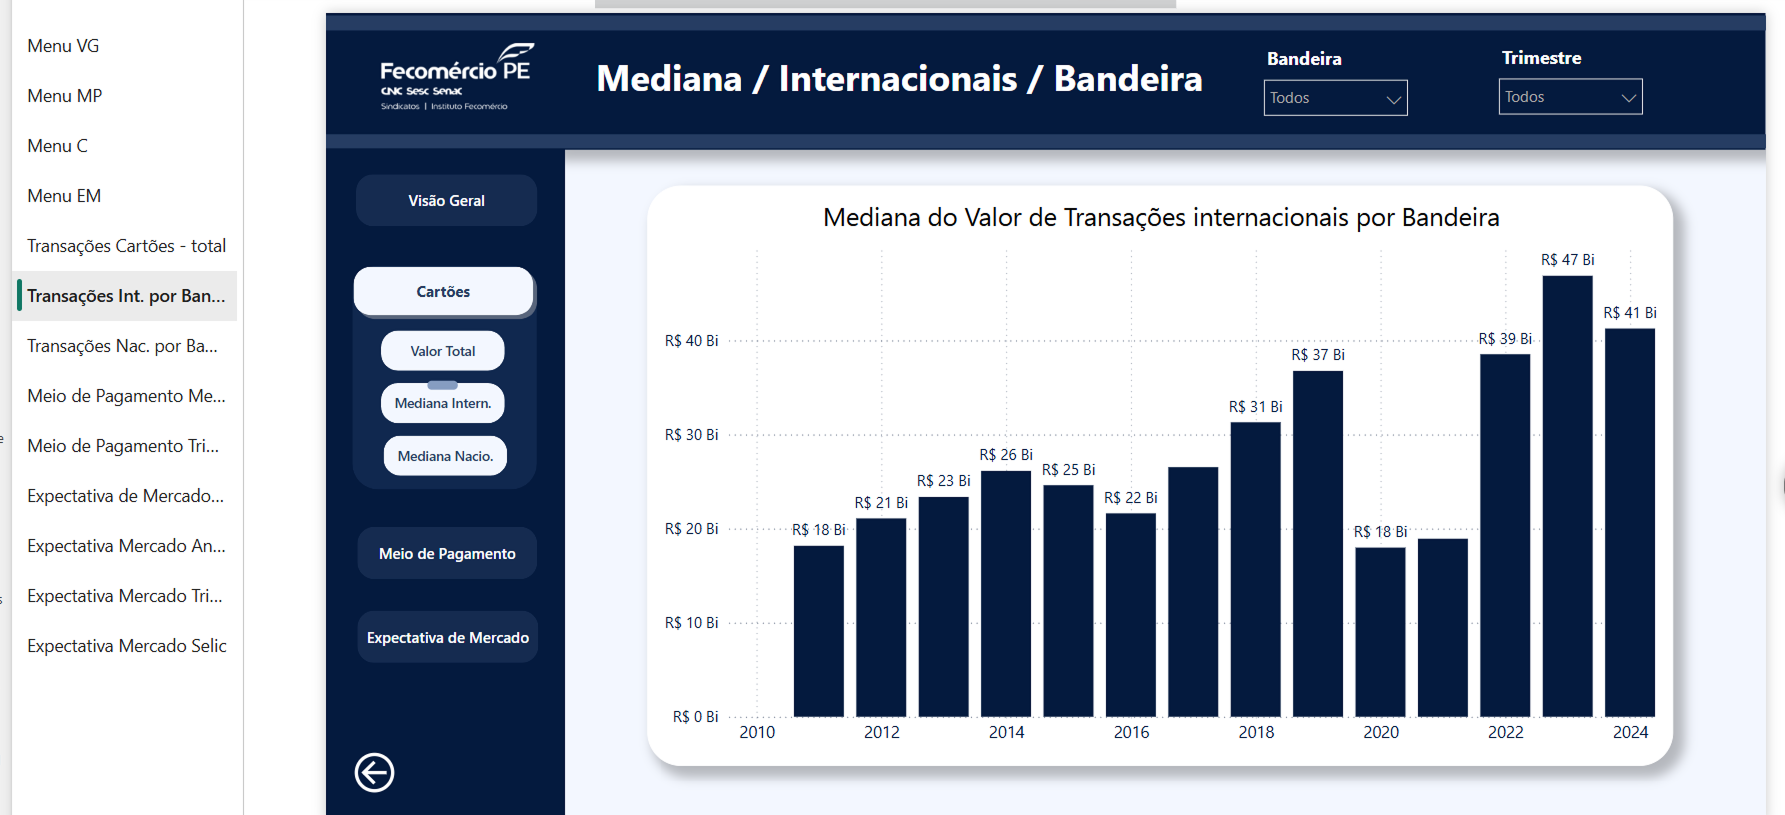 Menu VG
Menu MP
Menu C
Menu EM
Transações Cartões - total
Transações Int. por Ban...
Transações Nac. por Ba...
Meio de Pagamento Me...
Meio de Pagamento Tri...
Expectativa de Mercado...
Expectativa Mercado An...
Expectativa Mercado Tri...
Expectativa Mercado Selic
Fecomércio PE
CNC Sesc Senac
Sindicatos | Instituto Fecomércio
Mediana / Internacionais / Bandeira
Bandeira
Todos
Trimestre
Todos
Visão Geral
Cartões
Valor Total
Mediana Intern.
Mediana Nacio.
Meio de Pagamento
Expectativa de Mercado
Mediana do Valor de Transações internacionais por Bandeira
R$ 40 Bi
R$ 30 Bi
R$ 20 Bi
R$ 10 Bi
R$ 0 Bi
R$ 18 Bi
R$ 21 Bi
R$ 23 Bi
R$ 26 Bi
R$ 25 Bi
R$ 22 Bi
R$ 31 Bi
R$ 37 Bi
R$ 18 Bi
R$ 39 Bi
R$ 47 Bi
R$ 41 Bi
2010
2012
2014
2016
2018
2020
2022
2024